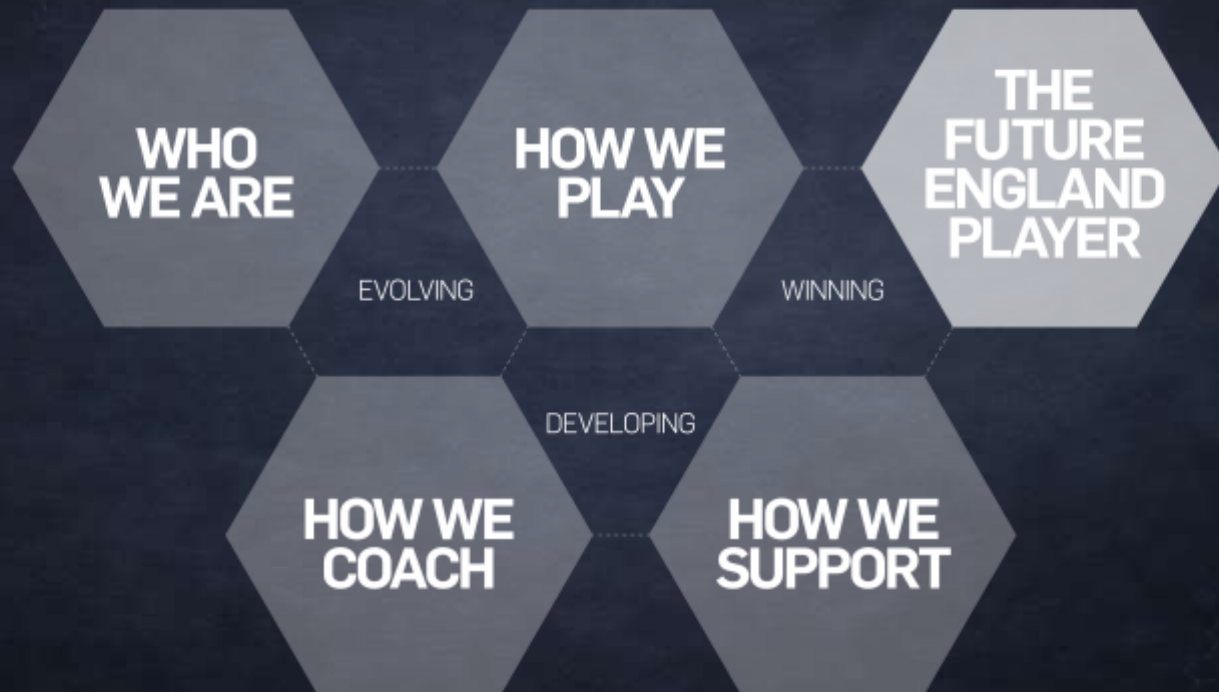 WHO
WE ARE
HOW WE
PLAY
THE
FUTURE
ENGLAND
PLAYER
EVOLVING
WINNING
DEVELOPING
HOW WE
COACH
HOW WE
SUPPORT